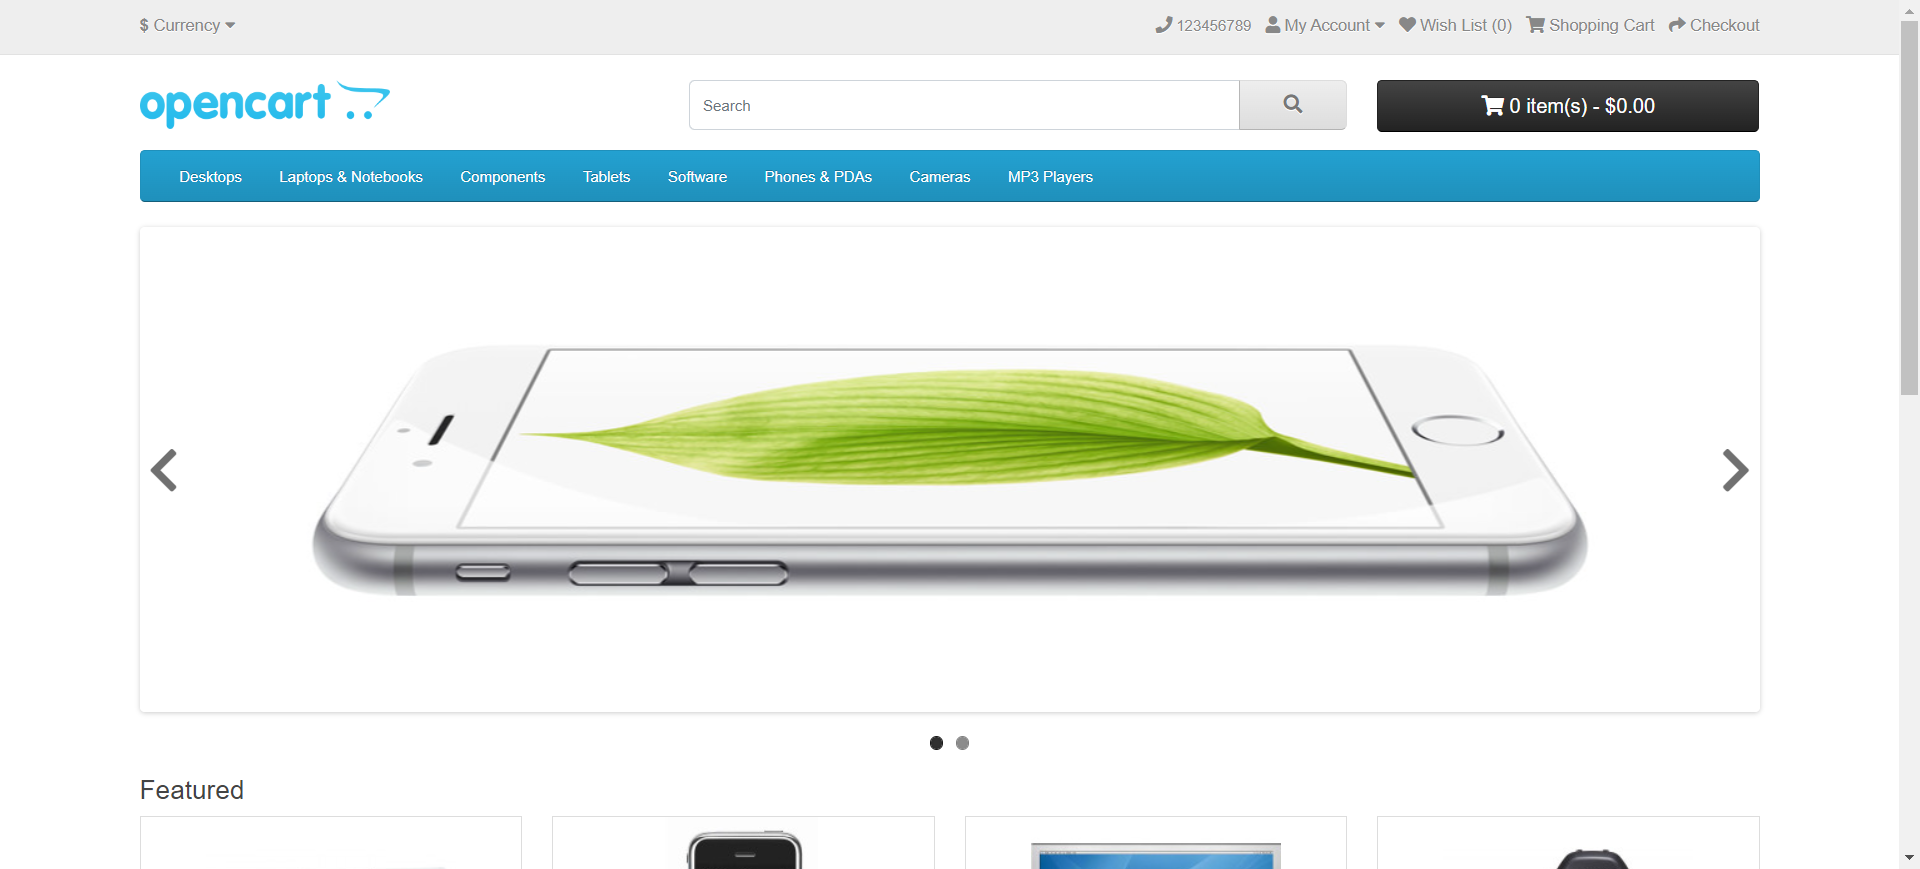 $ Currency
123456789 My Account Wish List (0) Shopping Cart Checkout
opencart
Search
0 item(s) - $0.00
Desktops Laptops & Notebooks Components Tablets Software Phones & PDAs Cameras MP3 Players
Featured